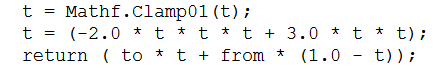 t = Mathf.Clamp01(t);
t = (-2.0 * t * t * t + 3.0 * t * t);
return ( to * t + from * (1.0 - t));